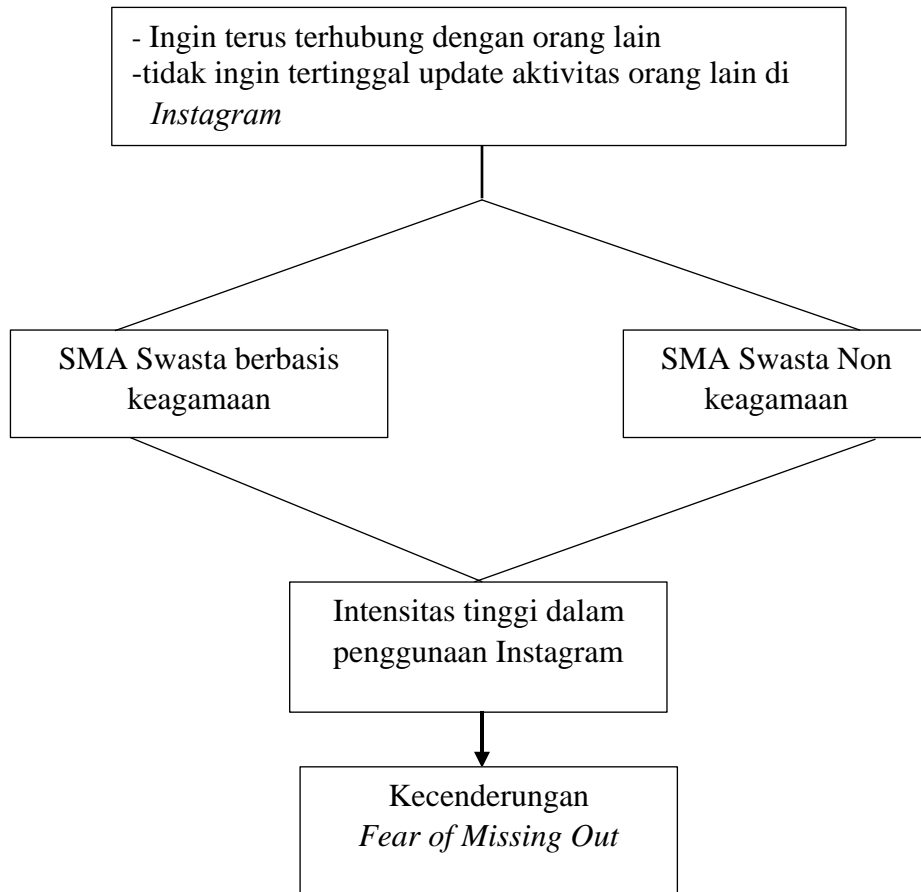 - Ingin terus terhubung dengan orang lain
-tidak ingin tertinggal update aktivitas orang lain di
Instagram
SMA Swasta berbasis
keagamaan
SMA Swasta Non
keagamaan
Intensitas tinggi dalam
penggunaan Instagram
Kecenderungan
Fear of Missing Out